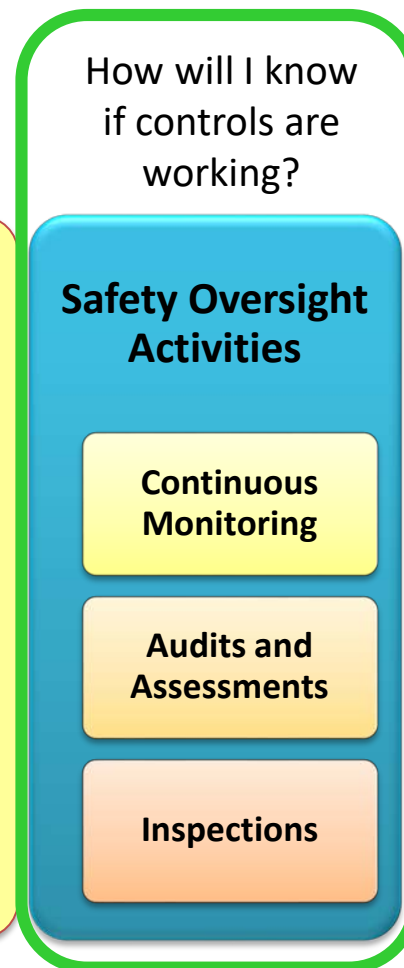 How will I know
if controls are
working?
Safety Oversight
Activities
Continuous
Monitoring
Audits and
Assessments
Inspections